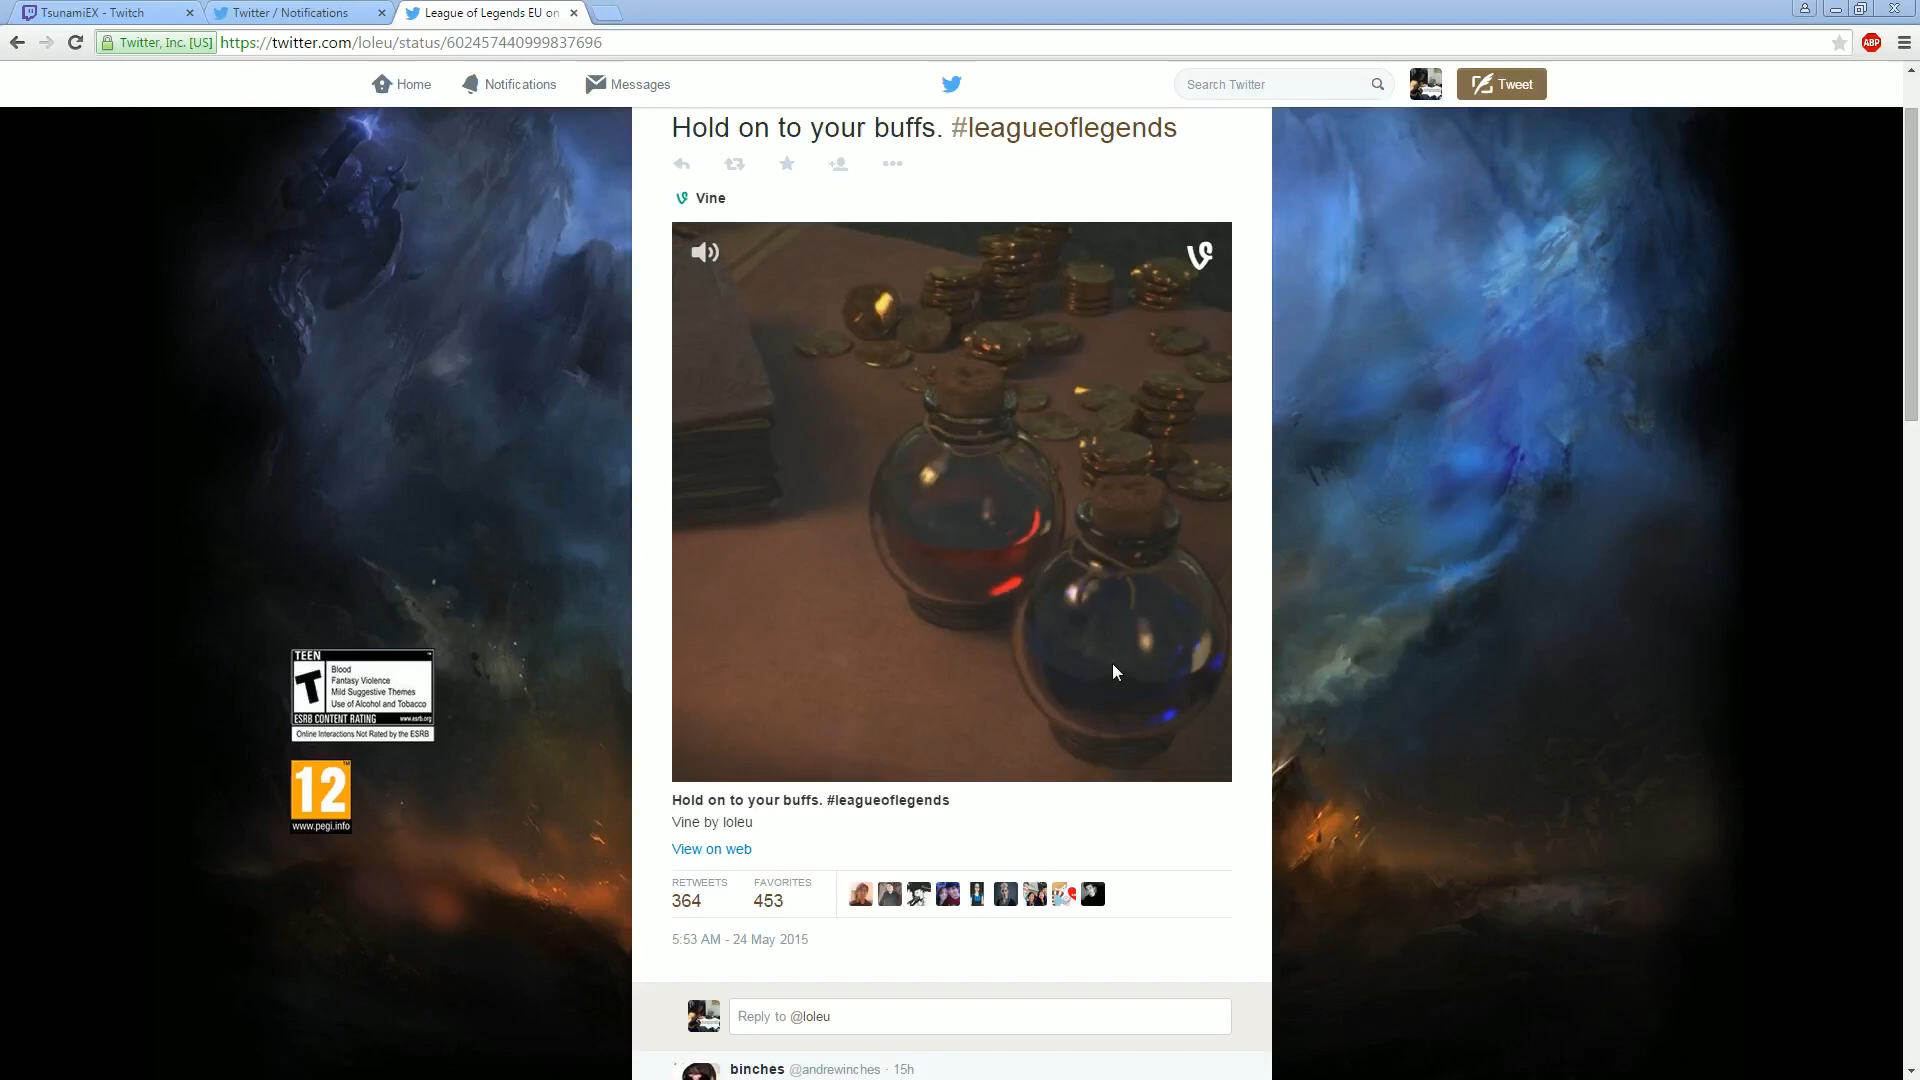 TsunamiEX - Twitch
Twitter / Notifications
League of Legends EU on
Twitter, Inc. [US]
https://twitter.com/loleu/status/602457440999837696
ABP
Home
Notifications
Messages
Search Twitter
Tweet
Hold on to your buffs. #leagueoflegends
Vine
TEEN
T
Blood
Fantasy Violence
Mild Suggestive Themes
Use of Alcohol and Tobacco
ESRB CONTENT RATING www.esrb.org
Online Interactions Not Rated by the ESRB
12
www.pegi.info
Hold on to your buffs. #leagueoflegends
Vine by loleu
View on web
RETWEETS
364
FAVORITES
453
5:53 AM - 24 May 2015
Reply to @loleu
binches @andrewinches · 15h